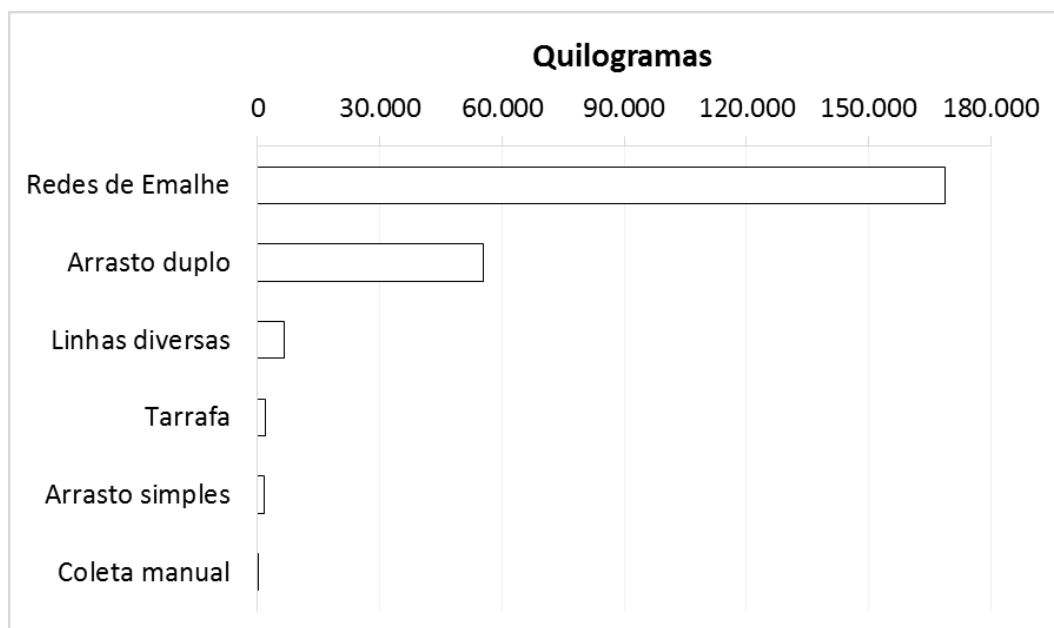 Quilogramas
0 30.000 60.000 90.000 120.000 150.000 180.000
Redes de Emalhe
Arrasto duplo
Linhas diversas
Tarrafa
Arrasto simples
Coleta manual